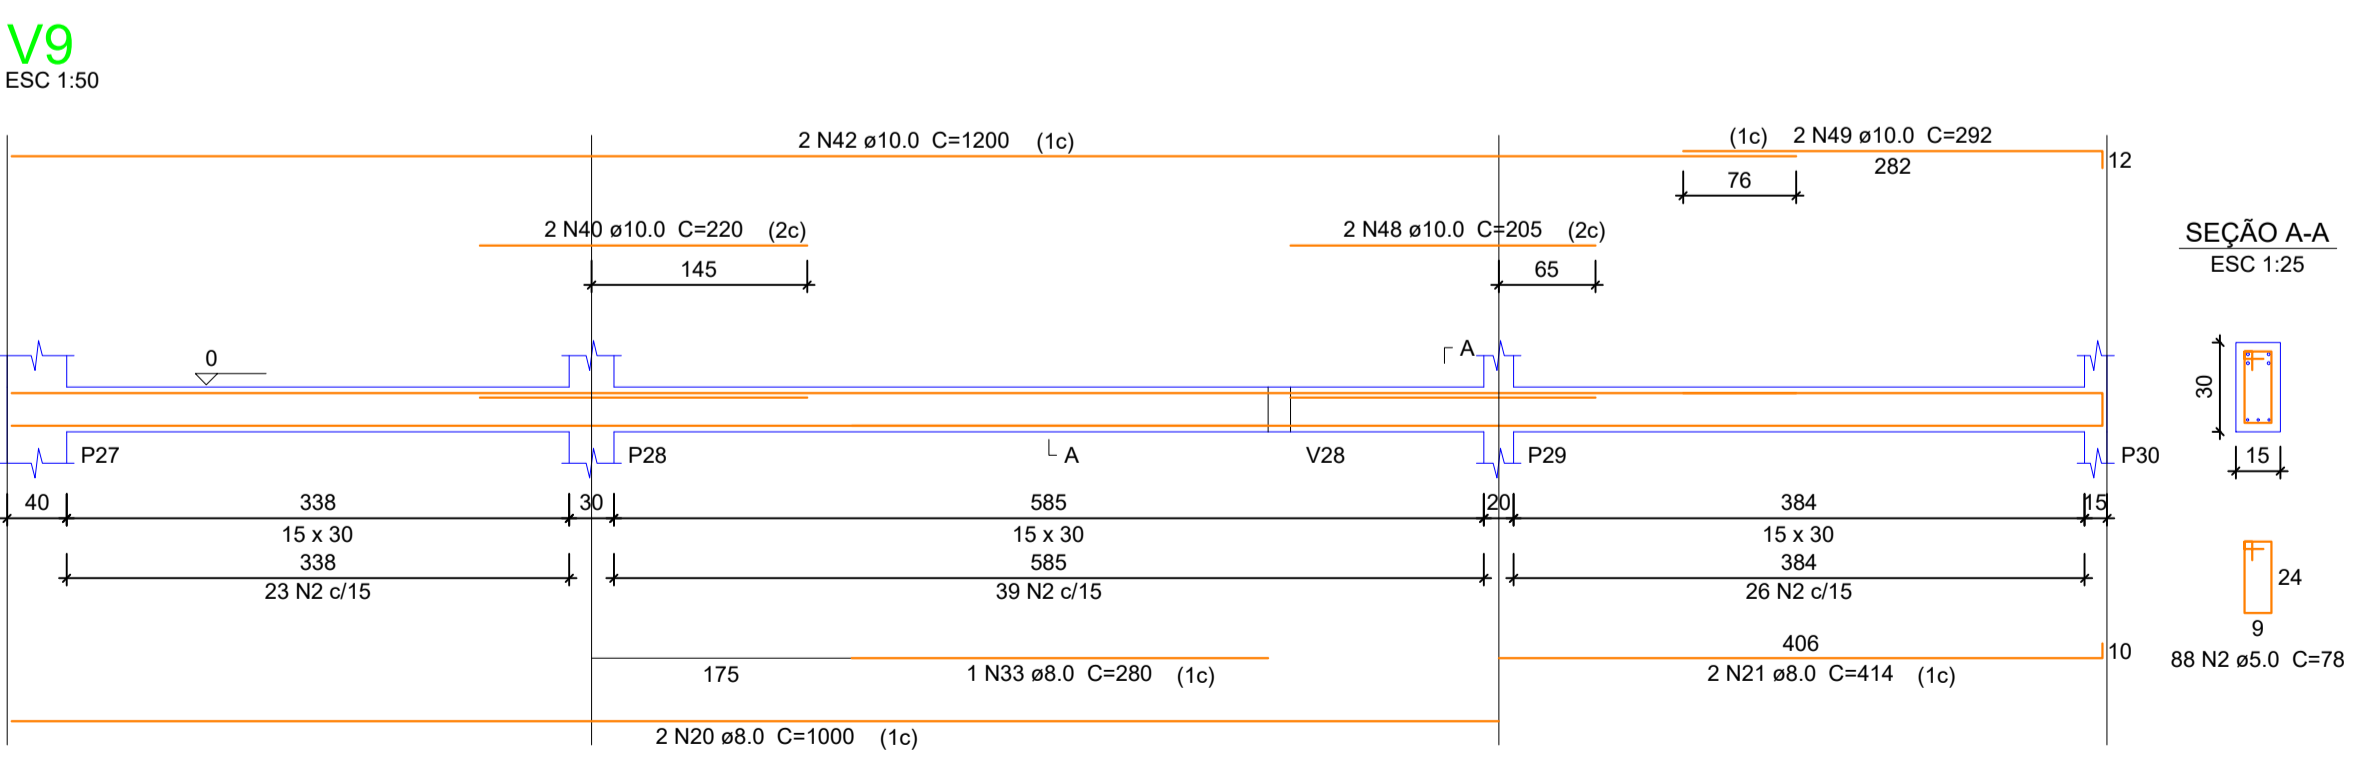 V9
ESC 1:50
2 N42 ø10.0 C=1200 (1c)
(1c) 2 N49 ø10.0 C=292
282
12
76
2 N40 ø10.0 C=220 (2c)
145
2 N48 ø10.0 C=205 (2c)
65
SEÇÃO A-A
ESC 1:25
0
A
30
15
P27
P28
A
V28
P29
P30
40
338
30
585
20
384
15
15 x 30
15 x 30
15 x 30
338
585
384
23 N2 c/15
39 N2 c/15
26 N2 c/15
24
9
88 N2 ø5.0 C=78
175
1 N33 ø8.0 C=280 (1c)
406
10
2 N21 ø8.0 C=414 (1c)
2 N20 ø8.0 C=1000 (1c)